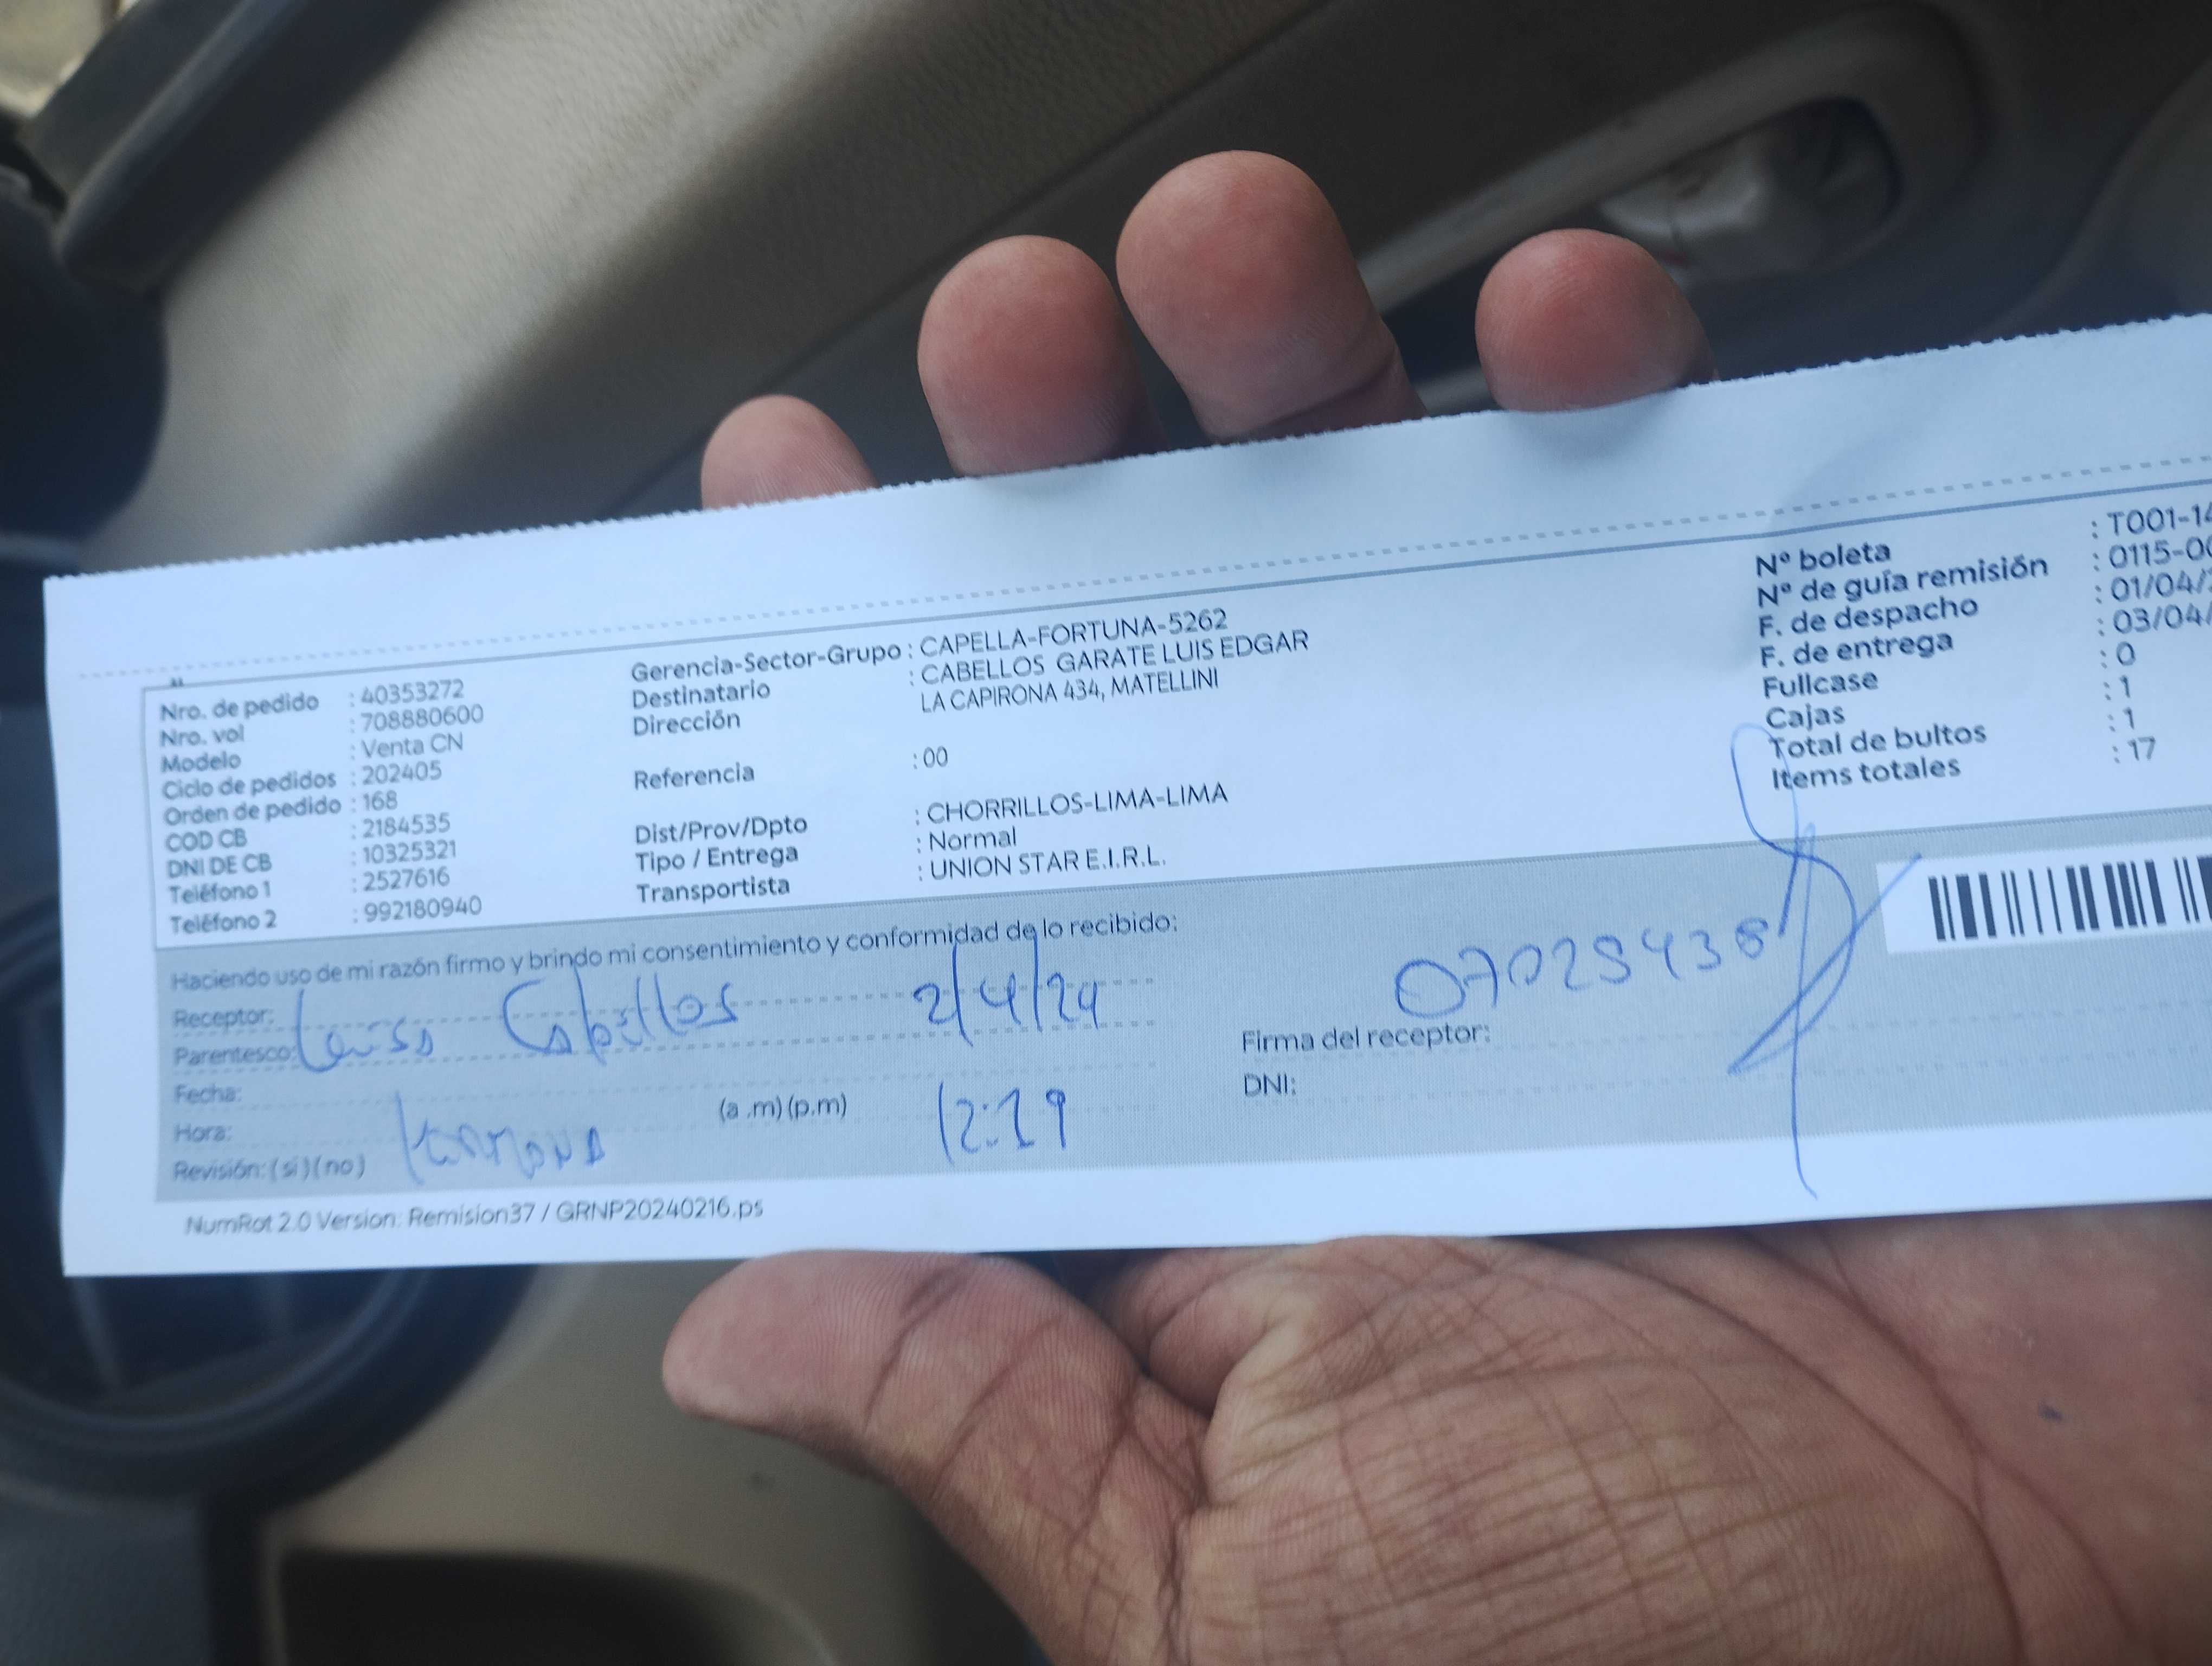 Nro. de pedido : 40353272
Nro. vol : 708880600
Modelo : Venta CN
Ciclo de pedidos : 202405
Orden de pedido : 168
COD CB : 2184535
DNI DE CB : 10325321
Teléfono 1 : 2527616
Teléfono 2 : 992180940
Gerencia-Sector-Grupo : CAPELLA-FORTUNA-5262
Destinatario : CABELLOS GARATE LUIS EDGAR
Dirección LA CAPIRONA 434, MATELLINI
Referencia : 00
Dist/Prov/Dpto : CHORRILLOS-LIMA-LIMA
Tipo / Entrega : Normal
Transportista : UNION STAR E.I.R.L.
Nº boleta : T001-14
Nº de guía remisión : 0115-00
F. de despacho : 01/04/
F. de entrega : 03/04/
Fullcase : 0
Cajas : 1
Total de bultos : 1
Items totales : 17
Haciendo uso de mi razón firmo y brindo mi consentimiento y conformidad de lo recibido:
Receptor: Cabellos 2/4/24
Parentesco:
Fecha:
Hora: (a .m) (p.m) 12:19
Revisión: (si) (no)
Firma del receptor:
DNI:
NumRot 2.0 Version: Remision37 / GRNP20240216.ps